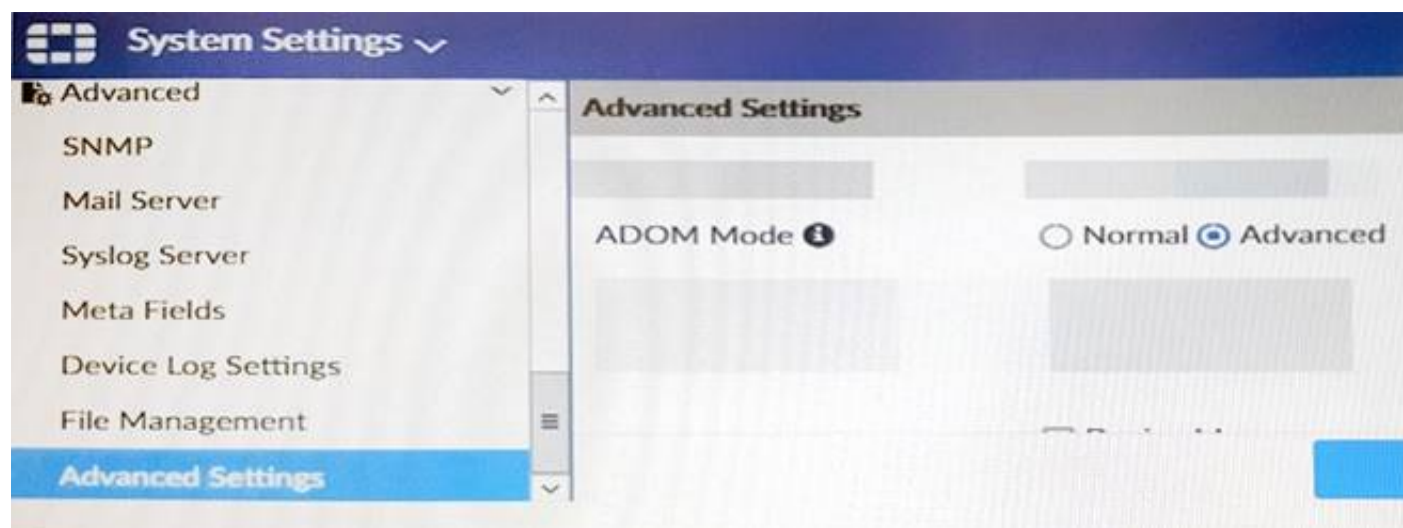 System Settings
Advanced
SNMP
Mail Server
Syslog Server
Meta Fields
Device Log Settings
File Management
Advanced Settings
Advanced Settings
ADOM Mode
Normal Advanced